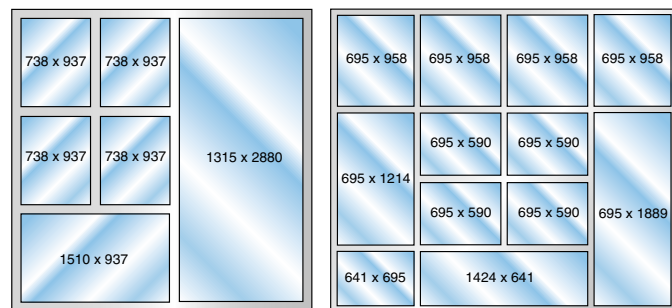 738 x 937 738 x 937
738 x 937 738 x 937
1315 x 2880
1510 x 937
695 x 958 695 x 958 695 x 958 695 x 958
695 x 590 695 x 590
695 x 1214
695 x 590 695 x 590
695 x 1889
641 x 695 1424 x 641